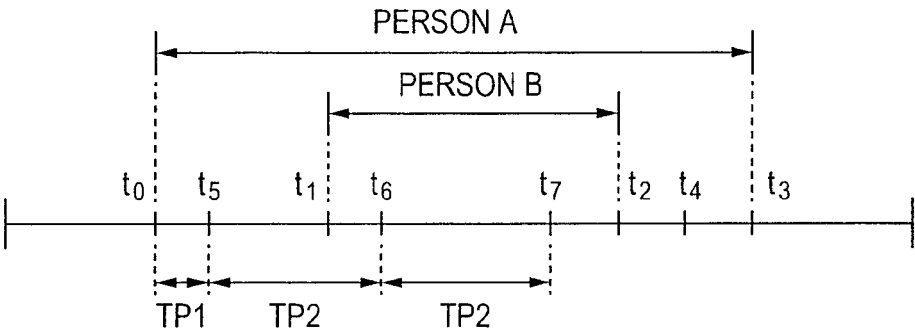 PERSON A
PERSON B
t0 t5 t1 t6 t7 t2 t4 t3
TP1 TP2 TP2